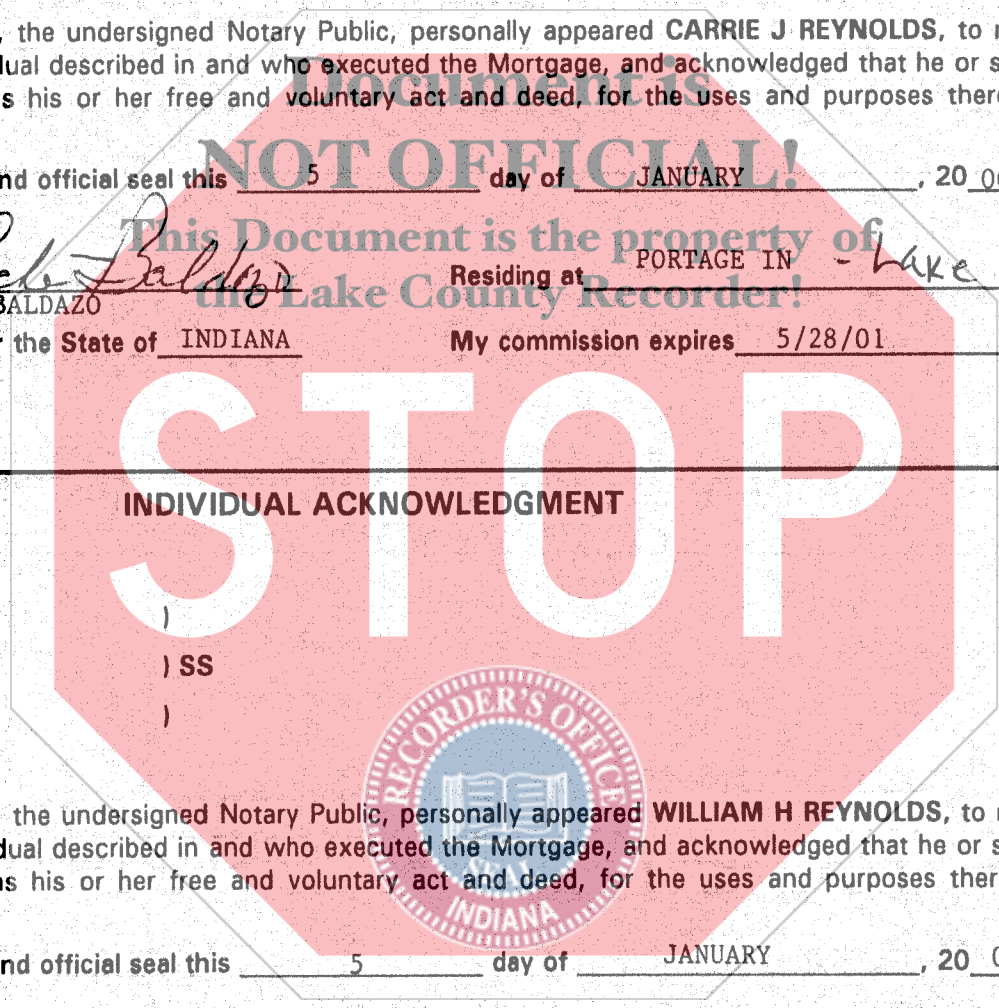 , the undersigned Notary Public, personally appeared CARRIE J REYNOLDS, to
dual described in and who executed the Mortgage, and acknowledged that he or s
s his or her free and voluntary act and deed, for the uses and purposes ther
Document is
NOT OFFICIAL!
This Document is the property of
the Lake County Recorder!
nd official seal this 5 day of JANUARY, 20 0
Baldazo
Residing at PORTAGE IN - Lake
BALDAZO
the State of INDIANA My commission expires 5/28/01
STOP
INDIVIDUAL ACKNOWLEDGMENT
)
) SS
)
RECORDER'S OFFICE
SEAL
INDIANA
the undersigned Notary Public, personally appeared WILLIAM H REYNOLDS, to
dual described in and who executed the Mortgage, and acknowledged that he or s
as his or her free and voluntary act and deed, for the uses and purposes ther
nd official seal this 5 day of JANUARY, 20